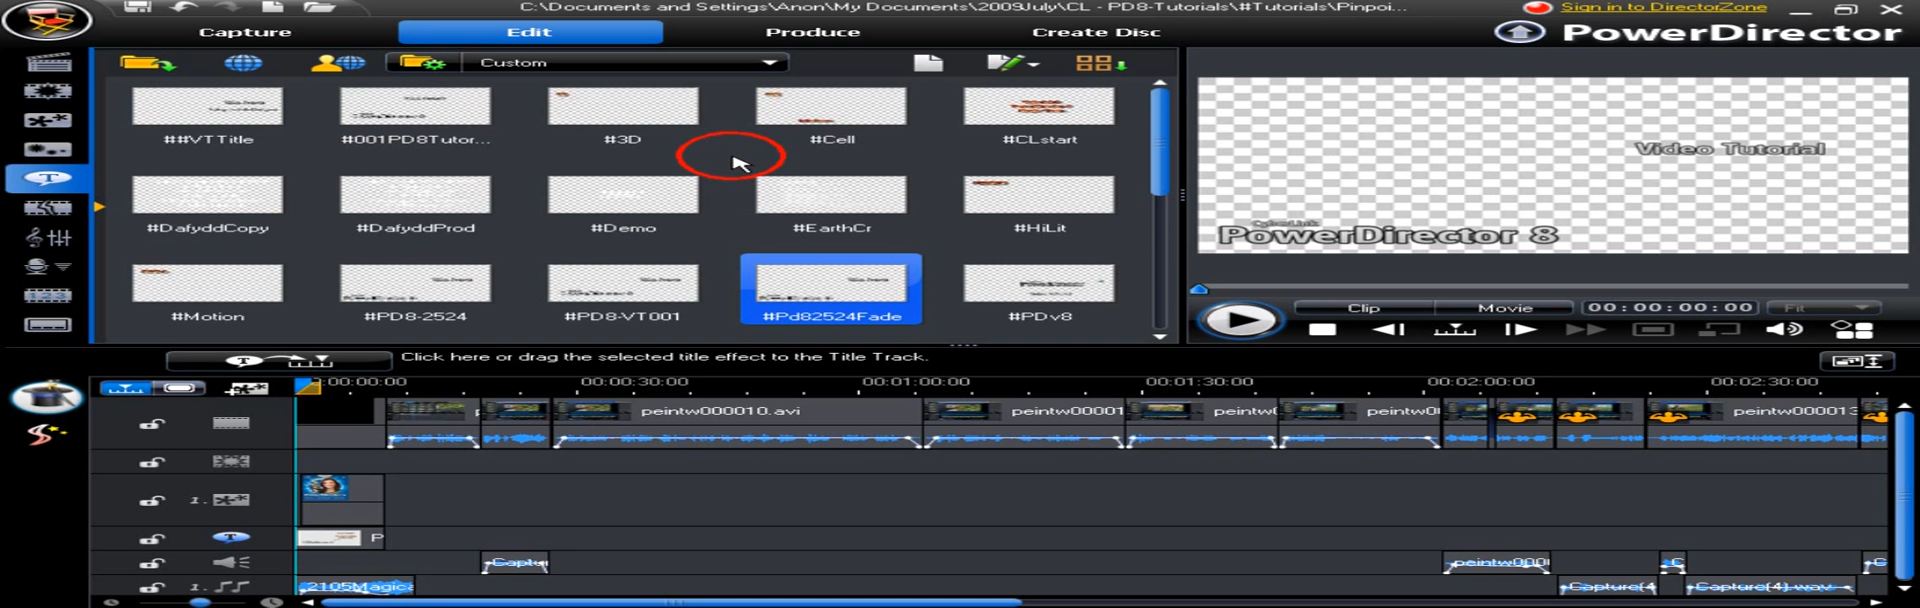 C:\Documents and Settings\Anon\My Documents\2009July\CL - PD8-Tutorials\#Tutorials\Pinpoi...
Sign in to DirectorZone
Capture
Edit
Produce
Create Disc
PowerDirector
Custom
##VTTitle
#001PD8Tutor...
#3D
#Cell
#CLstart
Video Tutorial
#DafyddCopy
#DafyddProd
#Demo
#EarthCr
#HiLit
CyberLink
PowerDirector 8
#Motion
#PD8-2524
#PD8-VT001
#Pd82524Fade
#PDv8
Clip
Movie
00:00:00:00
Fit
Click here or drag the selected title effect to the Title Track.
:00:00:00
00:00:30:00
00:01:00:00
00:01:30:00
00:02:00:00
00:02:30:00
peintw000010.avi
peintw00001
peintw(
peintw0(
peintw000013
1.
P
Captu
peintw000(
C
1.
2105Magic
Capture(4
Capture(4).wav